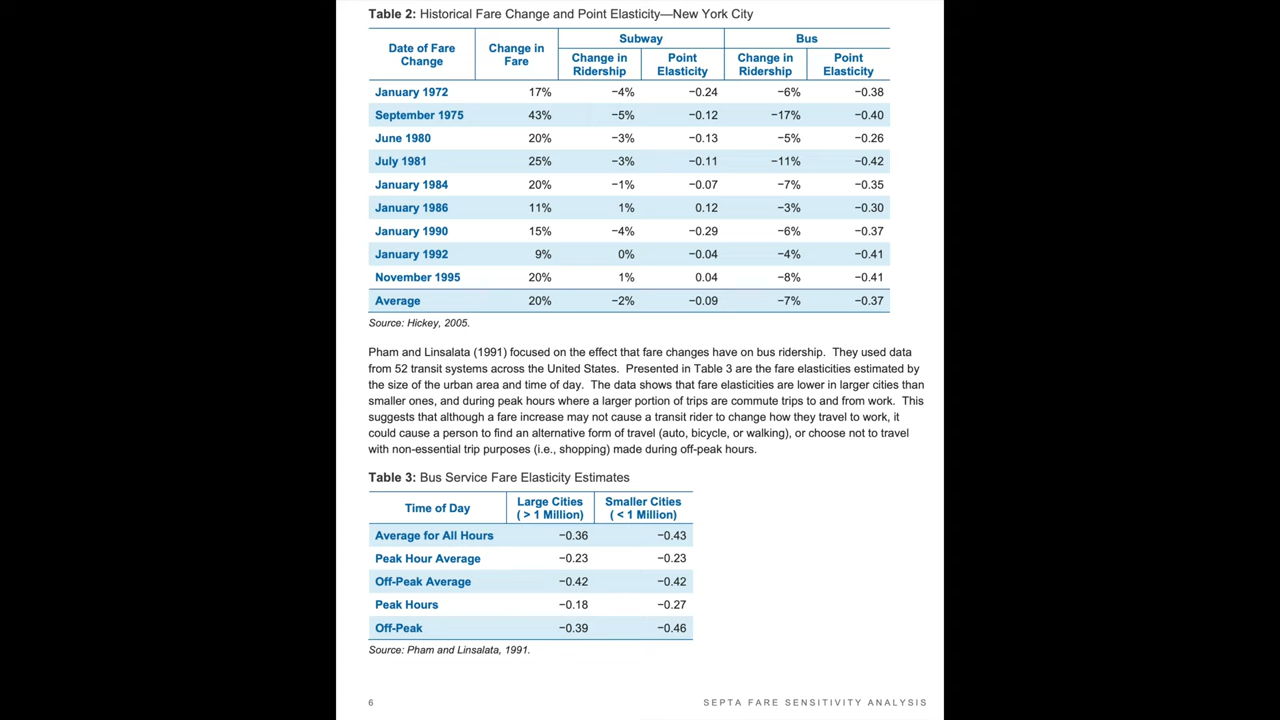 Table 2: Historical Fare Change and Point Elasticity—New York City
Date of Fare Change | Change in Fare | Subway | Bus
Change in Ridership | Point Elasticity | Change in Ridership | Point Elasticity
January 1972 17% −4% −0.24 −6% −0.38
September 1975 43% −5% −0.12 −17% −0.40
June 1980 20% −3% −0.13 −5% −0.26
July 1981 25% −3% −0.11 −11% −0.42
January 1984 20% −1% −0.07 −7% −0.35
January 1986 11% 1% 0.12 −3% −0.30
January 1990 15% −4% −0.29 −6% −0.37
January 1992 9% 0% −0.04 −4% −0.41
November 1995 20% 1% 0.04 −8% −0.41
Average 20% −2% −0.09 −7% −0.37
Source: Hickey, 2005.
Pham and Linsalata (1991) focused on the effect that fare changes have on bus ridership. They used data
from 52 transit systems across the United States. Presented in Table 3 are the fare elasticities estimated by
the size of the urban area and time of day. The data shows that fare elasticities are lower in larger cities than
smaller ones, and during peak hours where a larger portion of trips are commute trips to and from work. This
suggests that although a fare increase may not cause a transit rider to change how they travel to work, it
could cause a person to find an alternative form of travel (auto, bicycle, or walking), or choose not to travel
with non-essential trip purposes (i.e., shopping) made during off-peak hours.
Table 3: Bus Service Fare Elasticity Estimates
Time of Day | Large Cities ( > 1 Million) | Smaller Cities ( < 1 Million)
Average for All Hours −0.36 −0.43
Peak Hour Average −0.23 −0.23
Off-Peak Average −0.42 −0.42
Peak Hours −0.18 −0.27
Off-Peak −0.39 −0.46
Source: Pham and Linsalata, 1991.
6 SEPTA FARE SENSITIVITY ANALYSIS